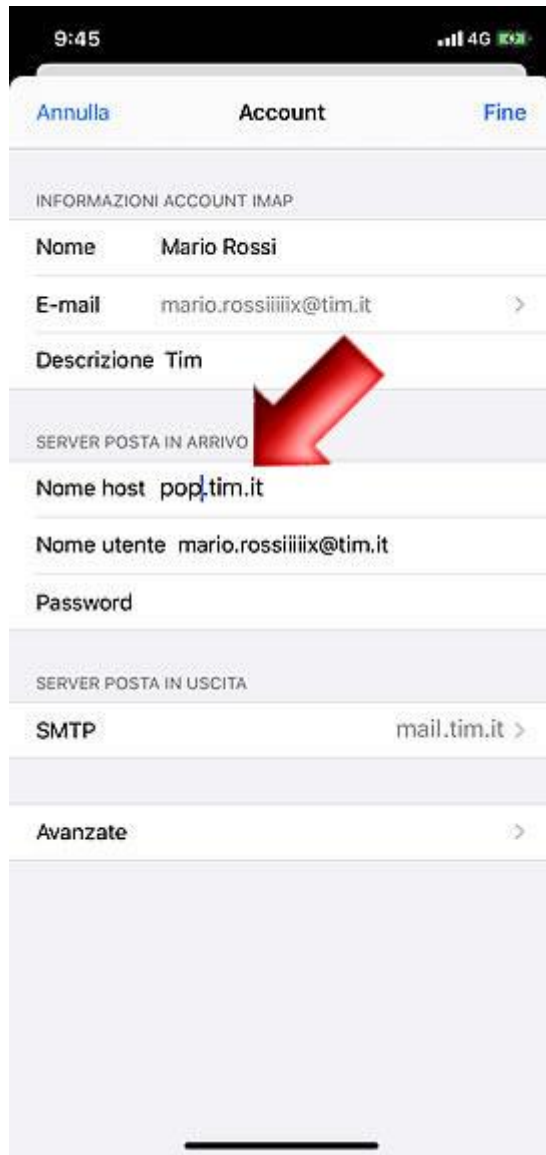 9:45 4G
Annulla Account Fine
INFORMAZIONI ACCOUNT IMAP
Nome Mario Rossi
E-mail mario.rossiiiiix@tim.it
Descrizione Tim
SERVER POSTA IN ARRIVO
Nome host pop.tim.it
Nome utente mario.rossiiiiix@tim.it
Password
SERVER POSTA IN USCITA
SMTP mail.tim.it
Avanzate